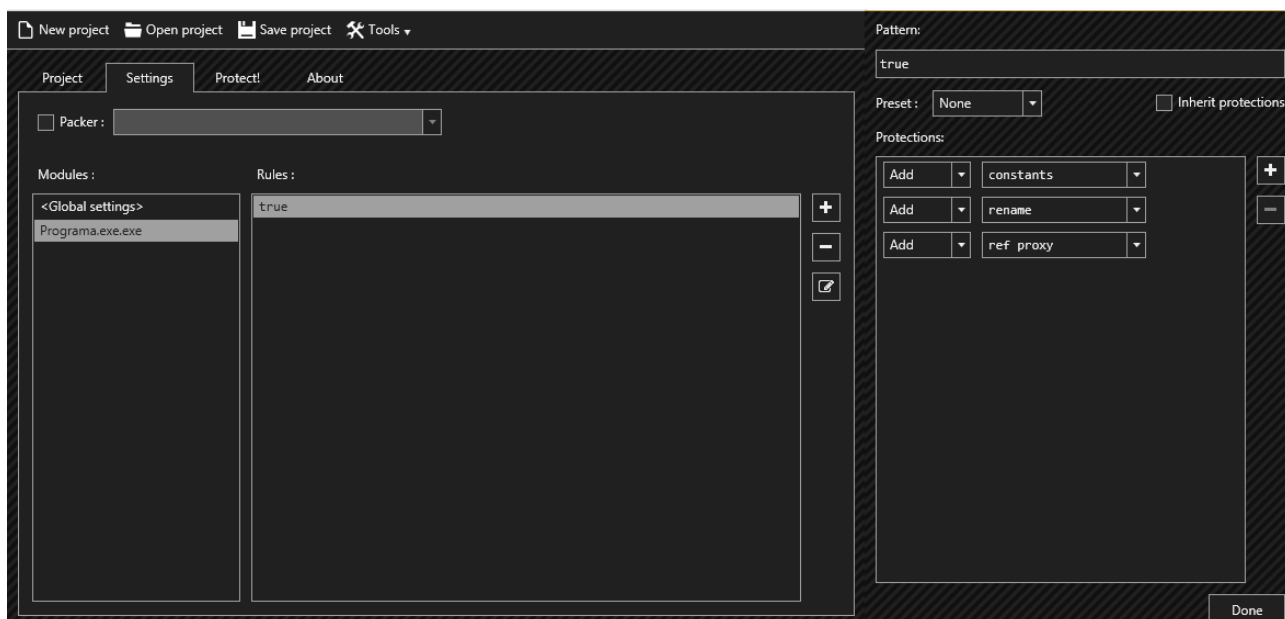 New project Open project Save project Tools
Project Settings Protect! About
Packer :
Modules : Rules :
<Global settings> true
Programa.exe.exe
Pattern:
true
Preset : None Inherit protections
Protections:
Add constants
Add rename
Add ref proxy
Done